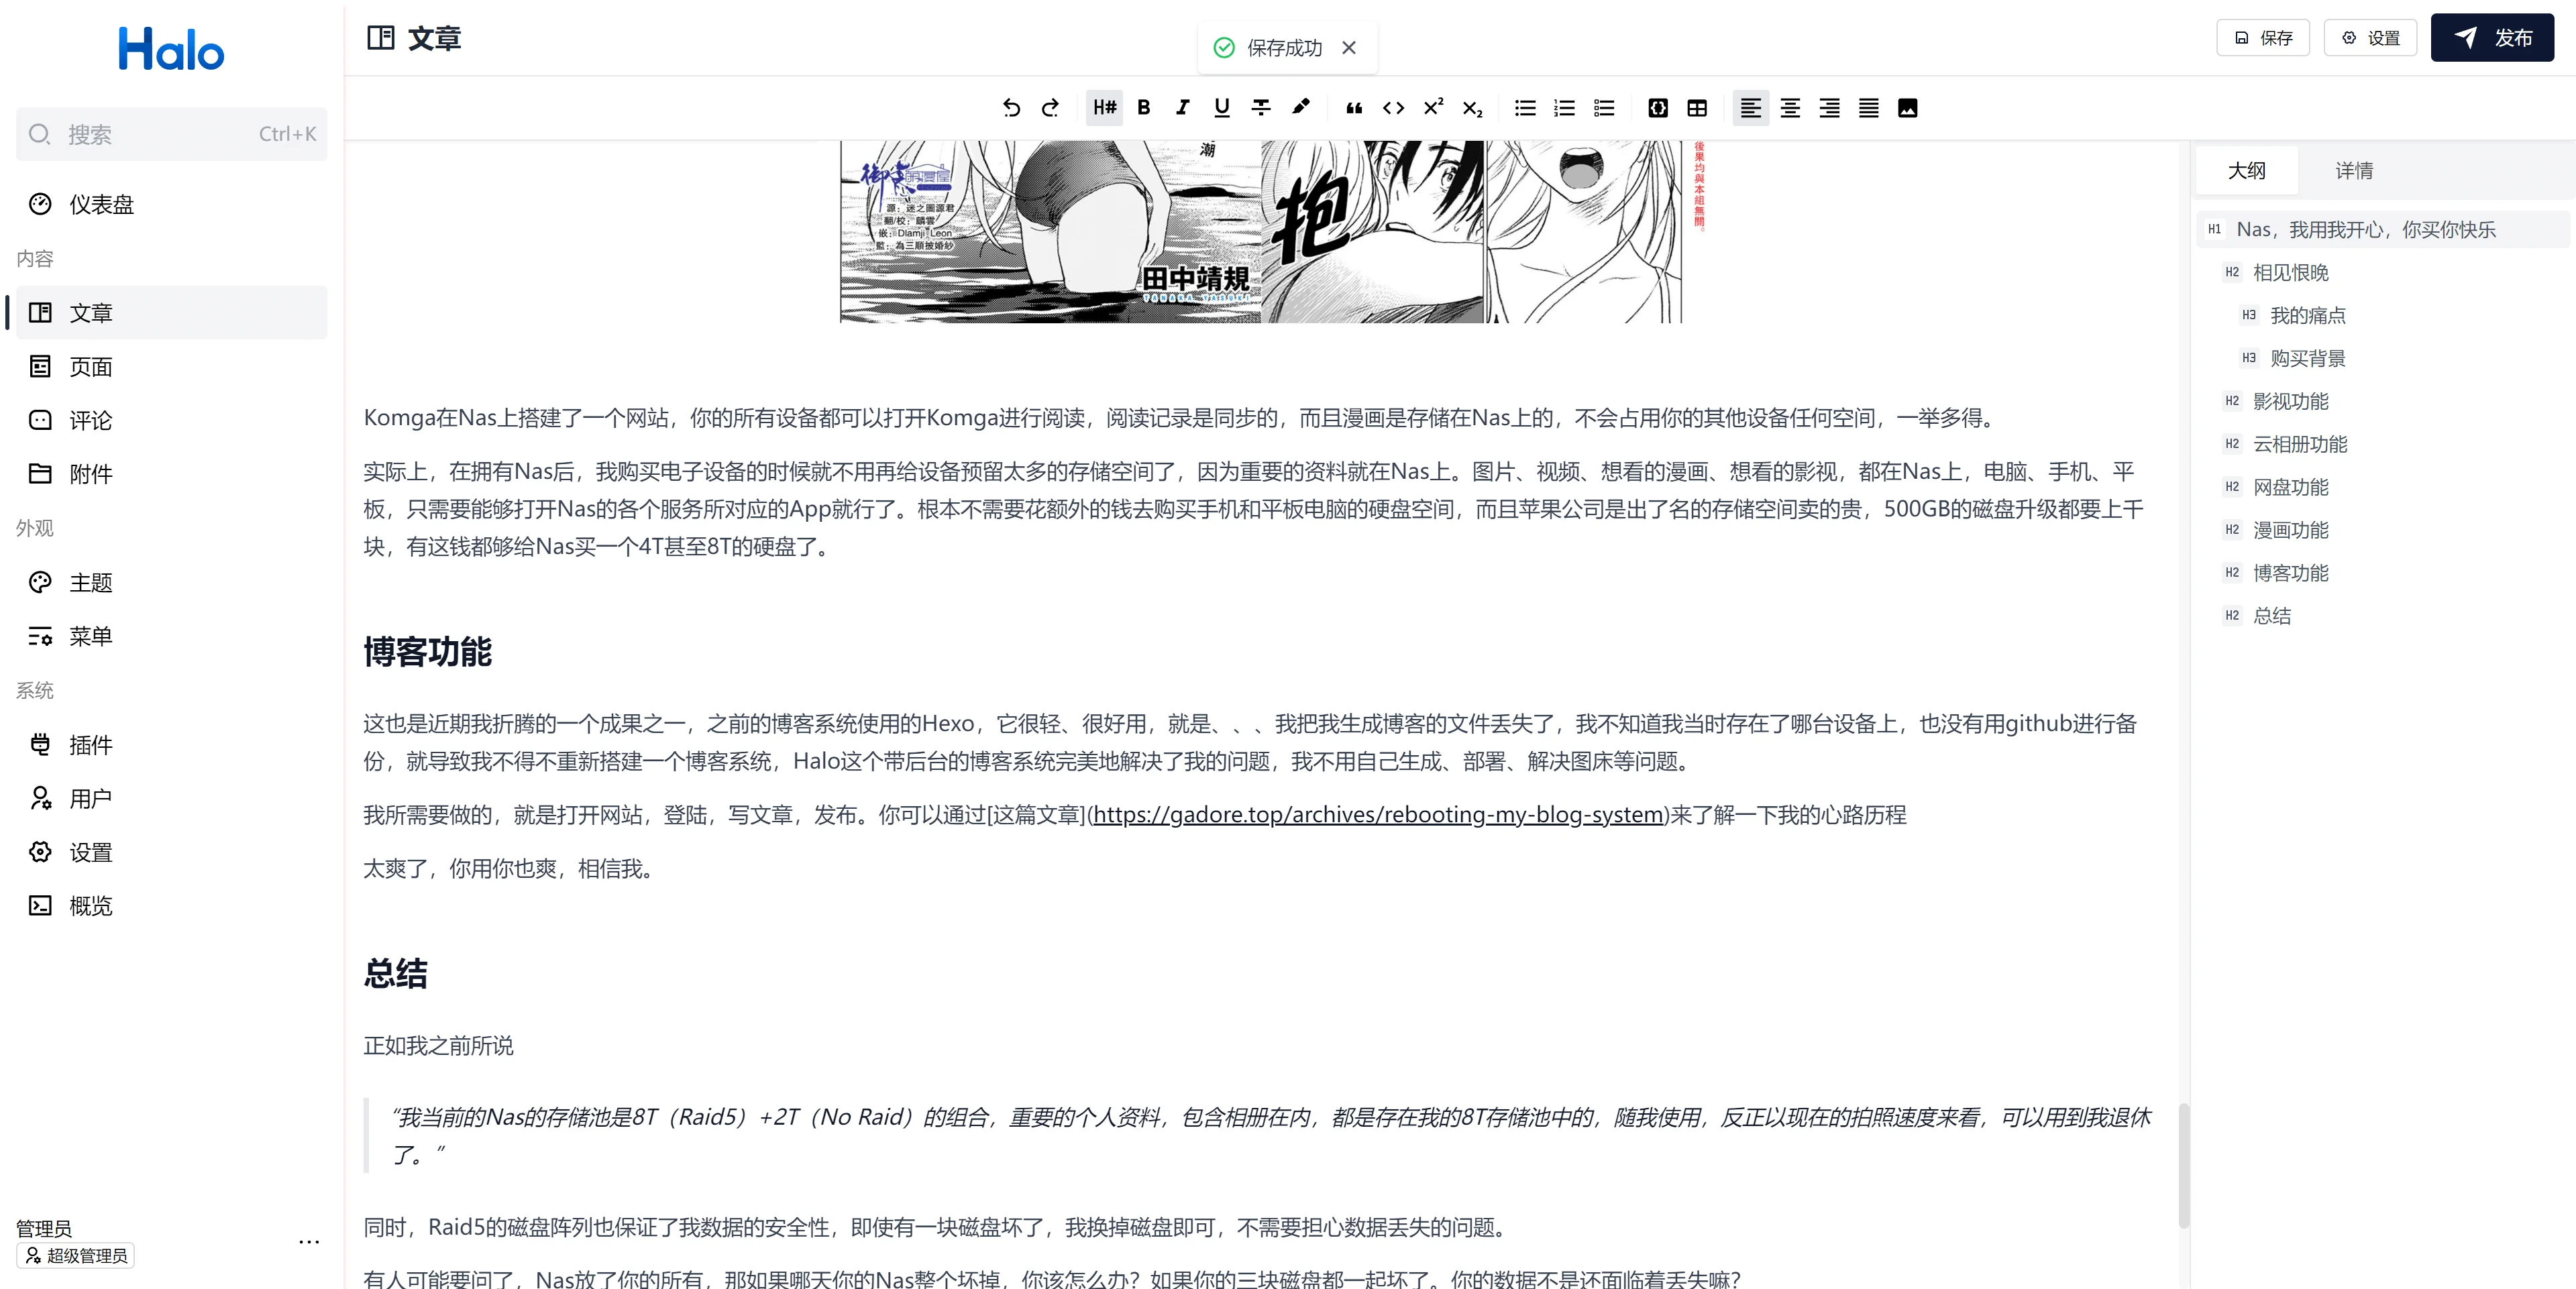 Halo
文章
保存成功
保存
设置
发布
搜索
Ctrl+K
仪表盘
内容
文章
页面
评论
附件
外观
主题
菜单
系统
插件
用户
设置
概览
管理员
超级管理员
H#
潮
源：迷之圖源君
翻/校：麟雲
嵌：Diamji_Leon
監：為三順披婚紗
田中靖規
TANAKA YASUKI
抱
後果均與本組無關。
Komga在Nas上搭建了一个网站，你的所有设备都可以打开Komga进行阅读，阅读记录是同步的，而且漫画是存储在Nas上的，不会占用你的其他设备任何空间，一举多得。
实际上，在拥有Nas后，我购买电子设备的时候就不用再给设备预留太多的存储空间了，因为重要的资料就在Nas上。图片、视频、想看的漫画、想看的影视，都在Nas上，电脑、手机、平
板，只需要能够打开Nas的各个服务所对应的App就行了。根本不需要花额外的钱去购买手机和平板电脑的硬盘空间，而且苹果公司是出了名的存储空间卖的贵，500GB的磁盘升级都要上千
块，有这钱都够给Nas买一个4T甚至8T的硬盘了。
博客功能
这也是近期我折腾的一个成果之一，之前的博客系统使用的Hexo，它很轻、很好用，就是、、、我把我生成博客的文件丢失了，我不知道我当时存在了哪台设备上，也没有用github进行备
份，就导致我不得不重新搭建一个博客系统，Halo这个带后台的博客系统完美地解决了我的问题，我不用自己生成、部署、解决图床等问题。
我所需要做的，就是打开网站，登陆，写文章，发布。你可以通过[这篇文章](https://gadore.top/archives/rebooting-my-blog-system)来了解一下我的心路历程
太爽了，你用你也爽，相信我。
总结
正如我之前所说
“我当前的Nas的存储池是8T（Raid5）+2T（No Raid）的组合，重要的个人资料，包含相册在内，都是存在我的8T存储池中的，随我使用，反正以现在的拍照速度来看，可以用到我退休
了。”
同时，Raid5的磁盘阵列也保证了我数据的安全性，即使有一块磁盘坏了，我换掉磁盘即可，不需要担心数据丢失的问题。
有人可能要问了，Nas放了你的所有，那如果哪天你的Nas整个坏掉，你该怎么办？如果你的三块磁盘都一起坏了。你的数据不是还面临着丢失嘛？
大纲
详情
H1 Nas，我用我开心，你买你快乐
H2 相见恨晚
H3 我的痛点
H3 购买背景
H2 影视功能
H2 云相册功能
H2 网盘功能
H2 漫画功能
H2 博客功能
H2 总结